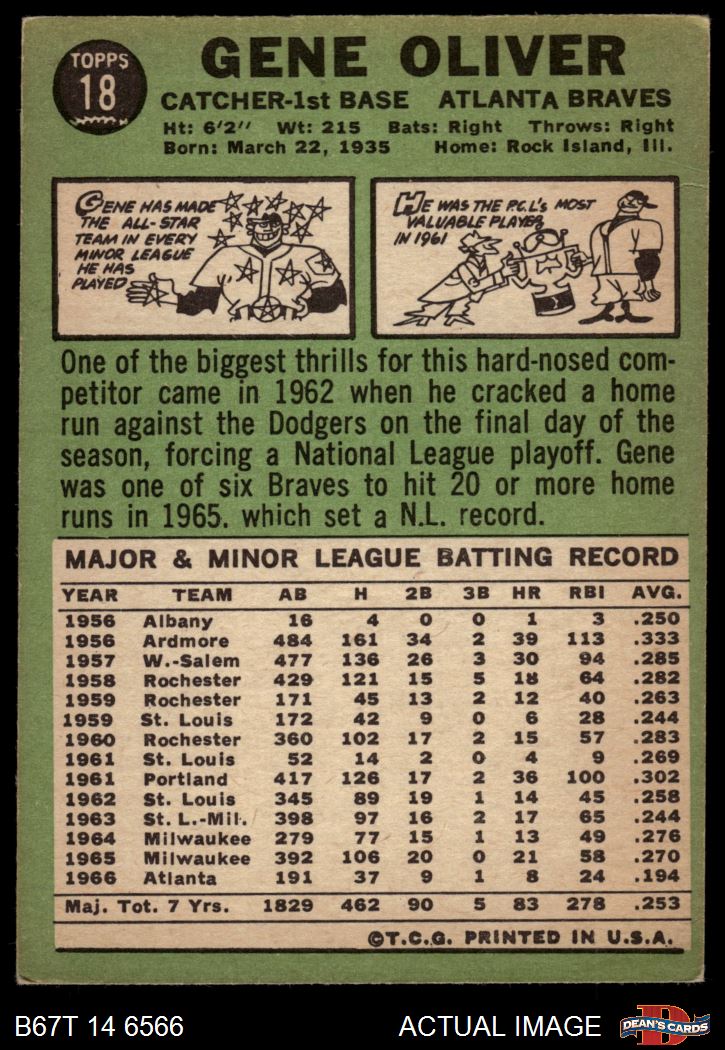 TOPPS
18
GENE OLIVER
CATCHER-1st BASE ATLANTA BRAVES
Ht: 6'2" Wt: 215 Bats: Right Throws: Right
Born: March 22, 1935 Home: Rock Island, Ill.
GENE HAS MADE
THE ALL-STAR
TEAM IN EVERY
MINOR LEAGUE
HE HAS
PLAYED
HE WAS THE P.C.L'S MOST
VALUABLE PLAYER
IN 1961
One of the biggest thrills for this hard-nosed com-
petitor came in 1962 when he cracked a home
run against the Dodgers on the final day of the
season, forcing a National League playoff. Gene
was one of six Braves to hit 20 or more home
runs in 1965. which set a N.L. record.
MAJOR & MINOR LEAGUE BATTING RECORD
YEAR TEAM AB H 2B 3B HR RBI AVG.
1956 Albany 16 4 0 0 1 3 .250
1956 Ardmore 484 161 34 2 39 113 .333
1957 W.-Salem 477 136 26 3 30 94 .285
1958 Rochester 429 121 15 5 18 64 .282
1959 Rochester 171 45 13 2 12 40 .263
1959 St. Louis 172 42 9 0 6 28 .244
1960 Rochester 360 102 17 2 15 57 .283
1961 St. Louis 52 14 2 0 4 9 .269
1961 Portland 417 126 17 2 36 100 .302
1962 St. Louis 345 89 19 1 14 45 .258
1963 St. L.-Mil. 398 97 16 2 17 65 .244
1964 Milwaukee 279 77 15 1 13 49 .276
1965 Milwaukee 392 106 20 0 21 58 .270
1966 Atlanta 191 37 9 1 8 24 .194
Maj. Tot. 7 Yrs. 1829 462 90 5 83 278 .253
©T.C.G. PRINTED IN U.S.A.
B67T 14 6566 ACTUAL IMAGE D DEAN'S CARDS